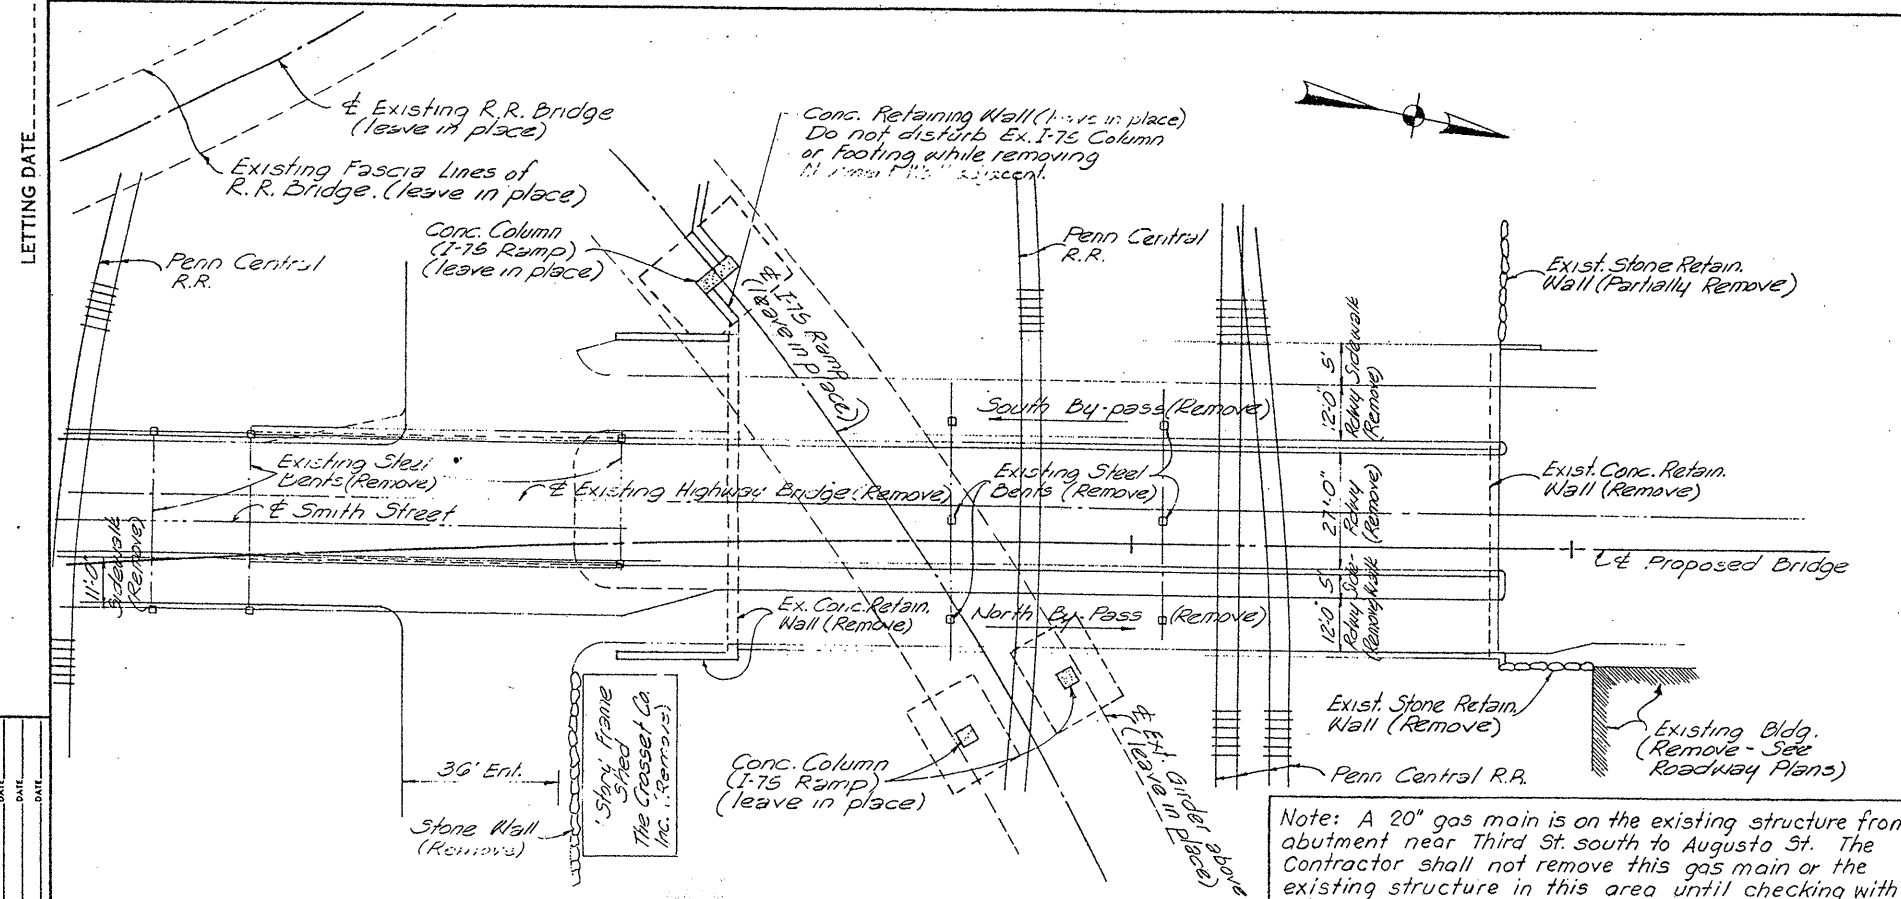 LETTING DATE
℄ Existing R.R. Bridge
(leave in place)
Existing Fascia Lines of
R.R. Bridge. (leave in place)
Conc. Retaining Wall (leave in place)
Do not disturb Ex. I-75 Column
or Footing while removing
adjacent.
Conc. Column
(I-75 Ramp)
(leave in place)
Penn Central
R.R.
Penn Central
R.R.
Exist. Stone Retain.
Wall (Partially Remove)
℄ I-75 Ramp
(leave in place)
South By-pass (Remove)
12'-0" 5'
Rdwy Sidewalk
(Remove)
Existing Steel
Bents (Remove)
℄ Existing Highway Bridge (Remove)
Existing Steel
Bents (Remove)
27'-0"
Rdwy
(Remove)
Exist. Conc. Retain.
Wall (Remove)
℄ Smith Street
11'-0"
Sidewalk
(Remove)
℄ Proposed Bridge
12'-0" 5'
Rdwy Side-
(Remove) walk
Ex. Conc. Retain.
Wall (Remove)
North By-Pass (Remove)
Story Frame
Shed
The Crosset Co.
Inc. (Remove)
Exist. Stone Retain.
Wall (Remove)
Existing Bldg.
(Remove - See
Roadway Plans)
36' Ent.
Conc. Column
(I-75 Ramp)
(leave in place)
℄ Ext. Girder above
(leave in place)
Penn Central R.R.
Stone Wall
(Remove)
DATE
DATE
DATE
Note: A 20" gas main is on the existing structure from
abutment near Third St. south to Augusta St. The
Contractor shall not remove this gas main or the
existing structure in this area until checking with